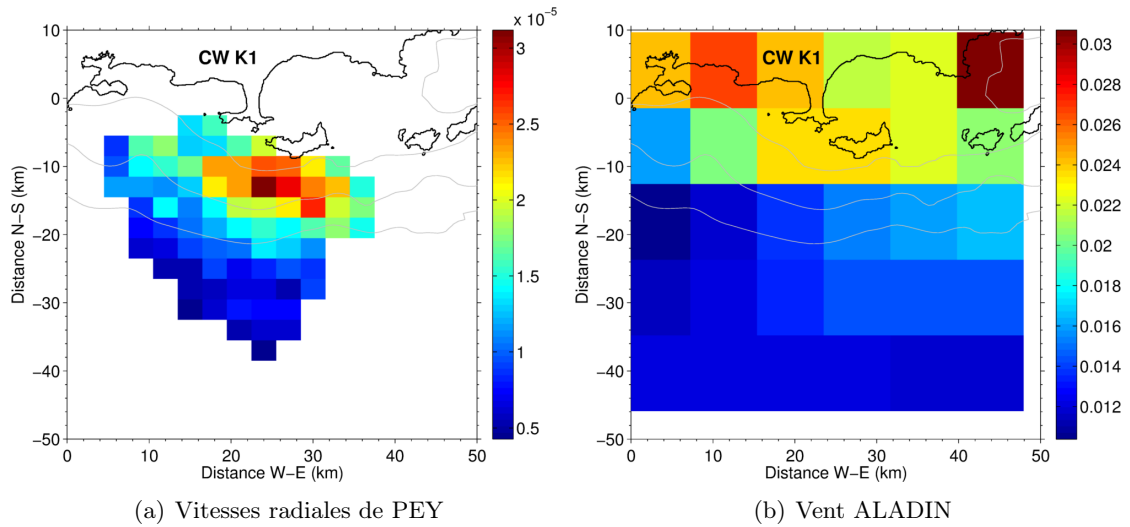 x 10⁻⁵
CW K1
10
0
−10
−20
−30
−40
−50
Distance N−S (km)
0 10 20 30 40 50
Distance W−E (km)
3
2.5
2
1.5
1
0.5
(a) Vitesses radiales de PEY
CW K1
10
0
−10
−20
−30
−40
−50
Distance N−S (km)
0 10 20 30 40 50
Distance W−E (km)
0.03
0.028
0.026
0.024
0.022
0.02
0.018
0.016
0.014
0.012
(b) Vent ALADIN